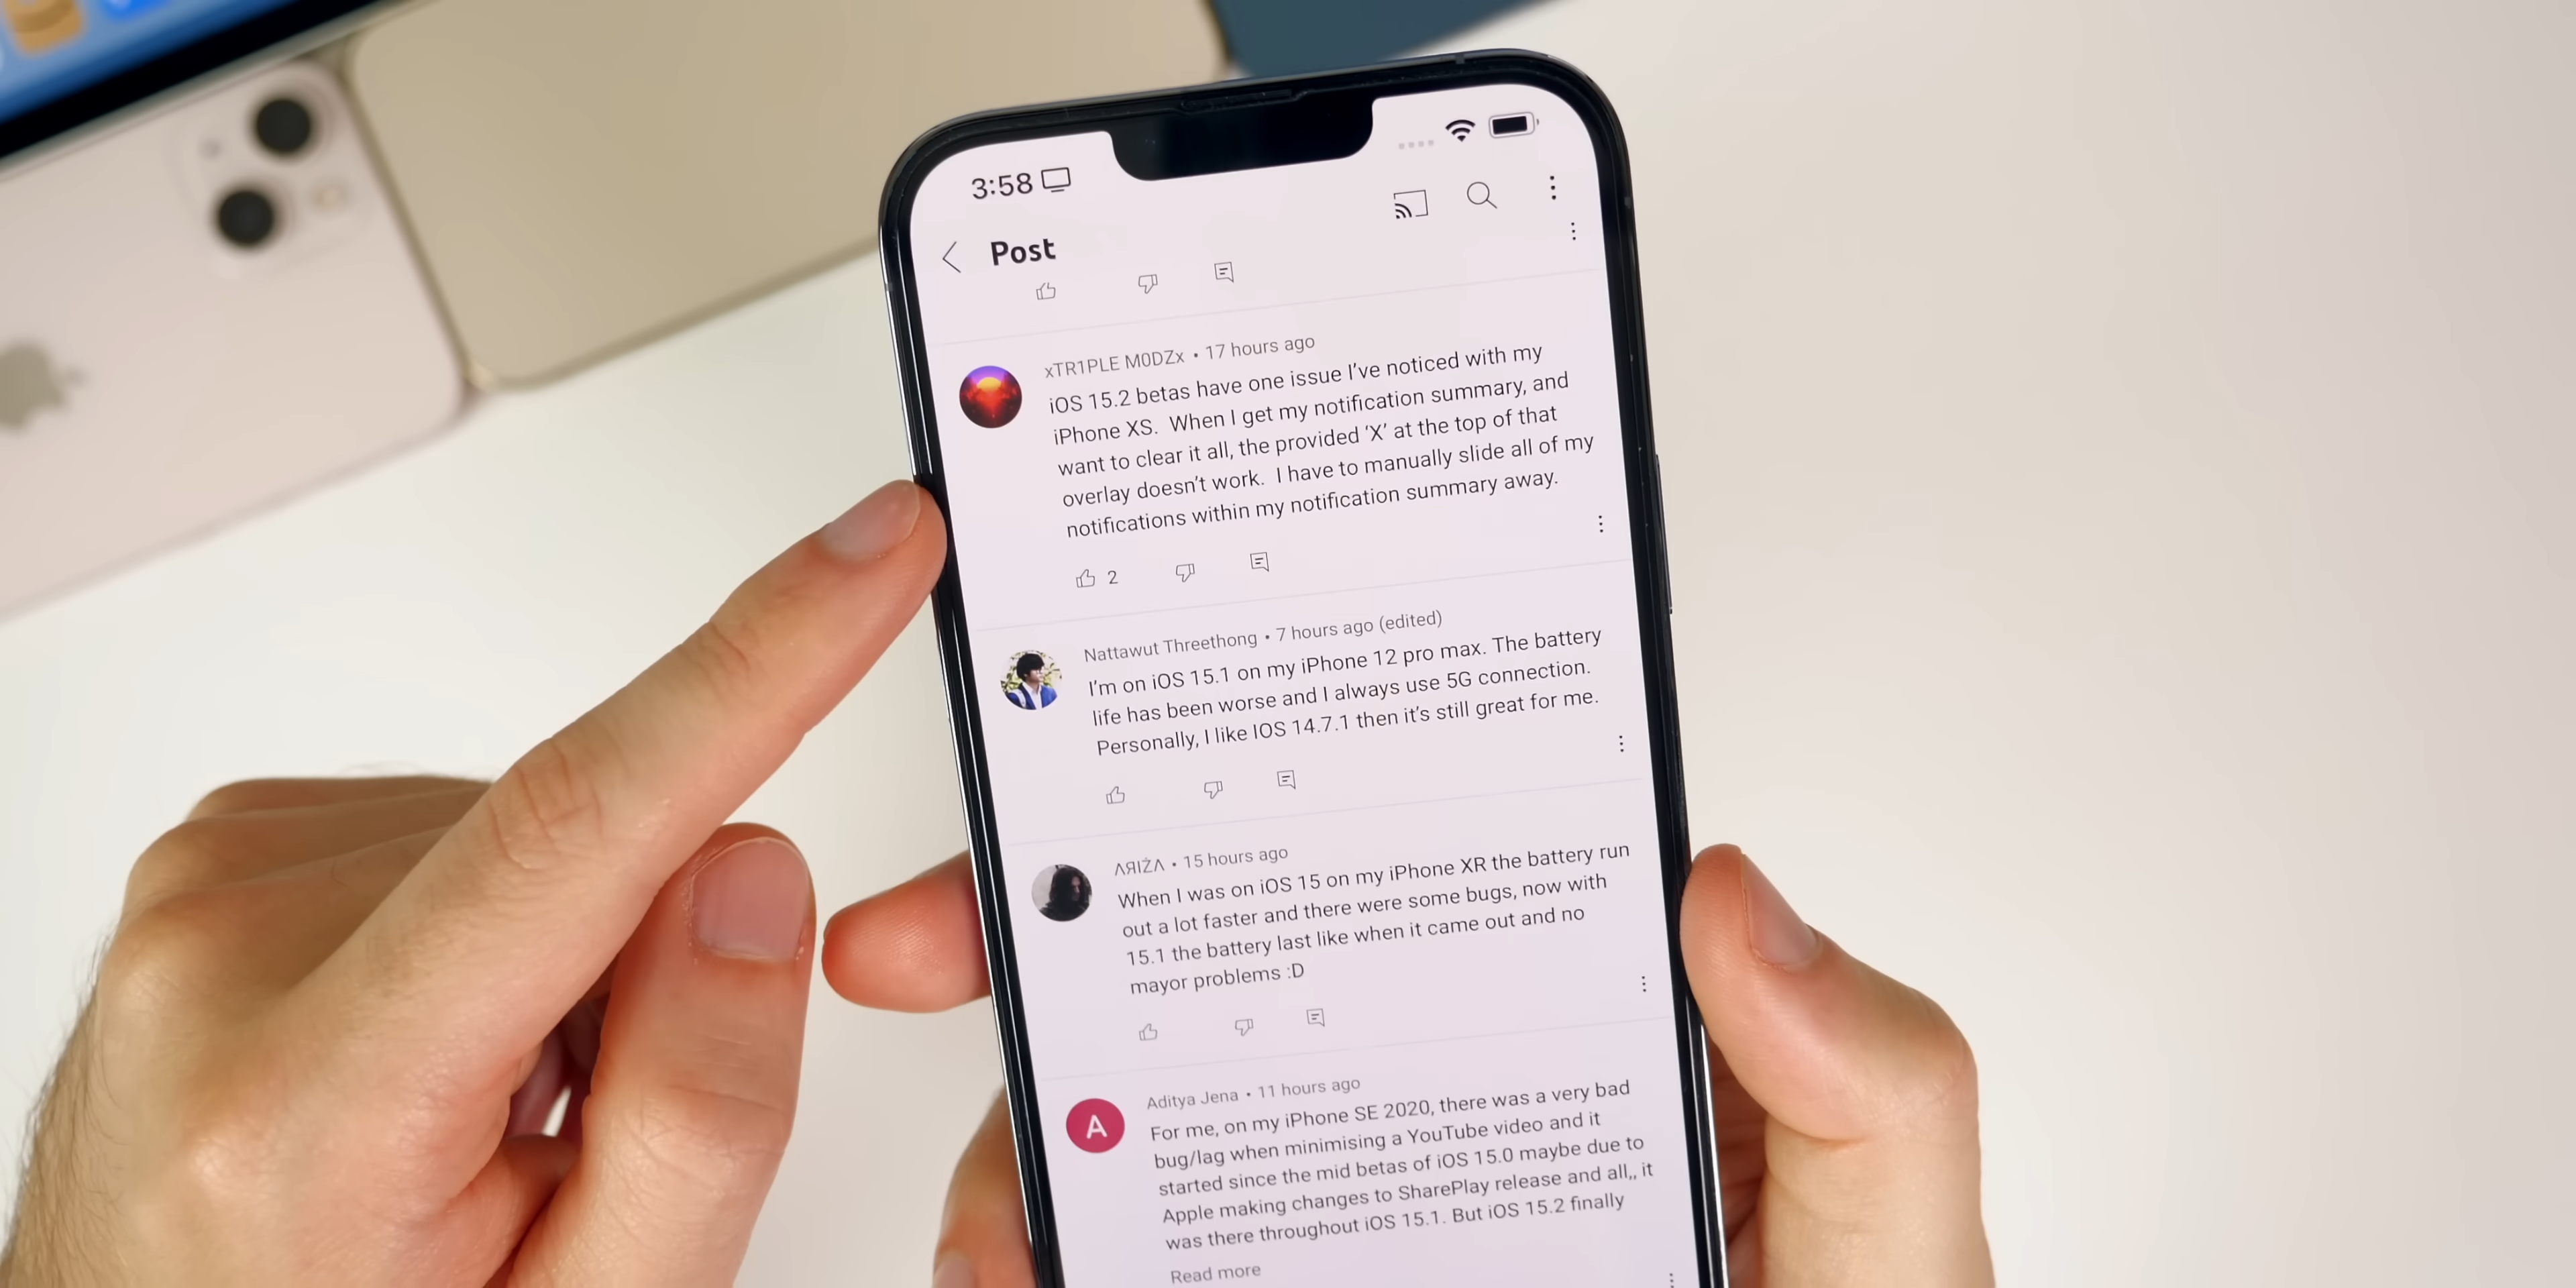 3:58
Post
xTR1PLE M0DZx • 17 hours ago
iOS 15.2 betas have one issue I've noticed with my
iPhone XS.  When I get my notification summary, and
want to clear it all, the provided ‘X’ at the top of that
overlay doesn't work.  I have to manually slide all of my
notifications within my notification summary away.
2
Nattawut Threethong • 7 hours ago (edited)
I'm on iOS 15.1 on my iPhone 12 pro max. The battery
life has been worse and I always use 5G connection.
Personally, I like IOS 14.7.1 then it's still great for me.
ΛЯIŻΛ • 15 hours ago
When I was on iOS 15 on my iPhone XR the battery run
out a lot faster and there were some bugs, now with
15.1 the battery last like when it came out and no
mayor problems :D
A
Aditya Jena • 11 hours ago
For me, on my iPhone SE 2020, there was a very bad
bug/lag when minimising a YouTube video and it
started since the mid betas of iOS 15.0 maybe due to
Apple making changes to SharePlay release and all,, it
was there throughout iOS 15.1. But iOS 15.2 finally
Read more